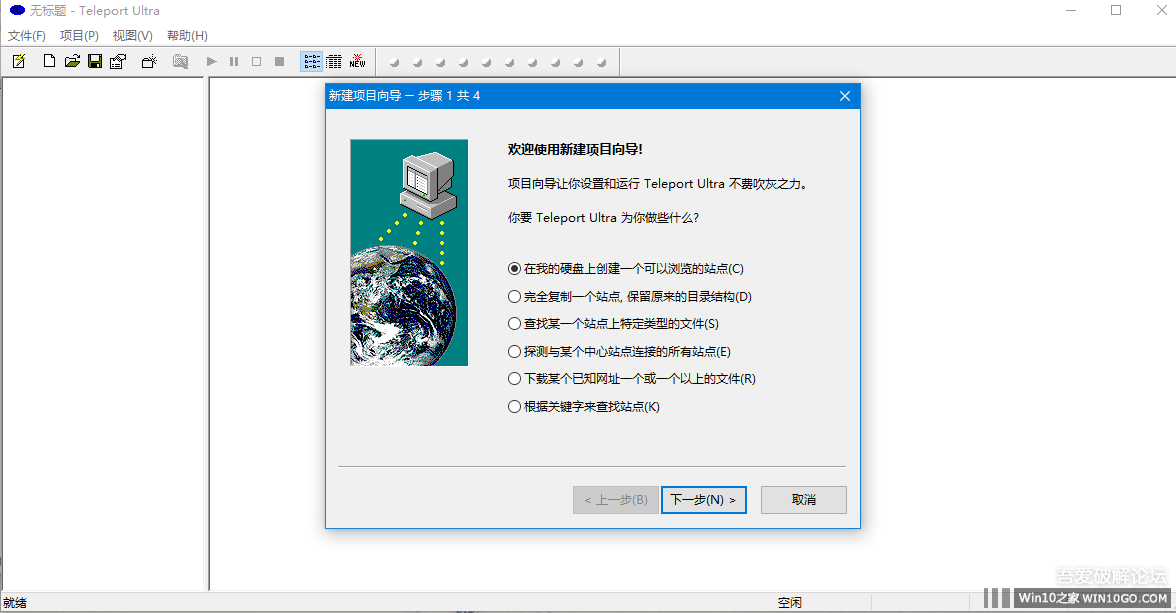 无标题 - Teleport Ultra
文件(F) 项目(P) 视图(V) 帮助(H)
NEW
新建项目向导 — 步骤 1 共 4
欢迎使用新建项目向导!
项目向导让你设置和运行 Teleport Ultra 不费吹灰之力。
你要 Teleport Ultra 为你做些什么?
在我的硬盘上创建一个可以浏览的站点(C)
完全复制一个站点, 保留原来的目录结构(D)
查找某一个站点上特定类型的文件(S)
探测与某个中心站点连接的所有站点(E)
下载某个已知网址一个或一个以上的文件(R)
根据关键字来查找站点(K)
< 上一步(B) 下一步(N) > 取消
吾爱破解论坛
就绪 空闲 Win10之家 WIN10GO.COM